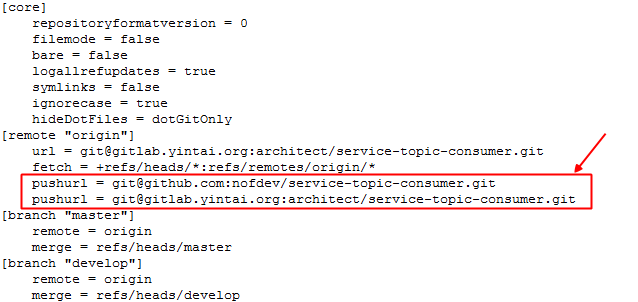 [core]
repositoryformatversion = 0
filemode = false
bare = false
logallrefupdates = true
symlinks = false
ignorecase = true
hideDotFiles = dotGitOnly
[remote "origin"]
url = git@gitlab.yintai.org:architect/service-topic-consumer.git
fetch = +refs/heads/*:refs/remotes/origin/*
pushurl = git@github.com:nofdev/service-topic-consumer.git
pushurl = git@gitlab.yintai.org:architect/service-topic-consumer.git
[branch "master"]
remote = origin
merge = refs/heads/master
[branch "develop"]
remote = origin
merge = refs/heads/develop